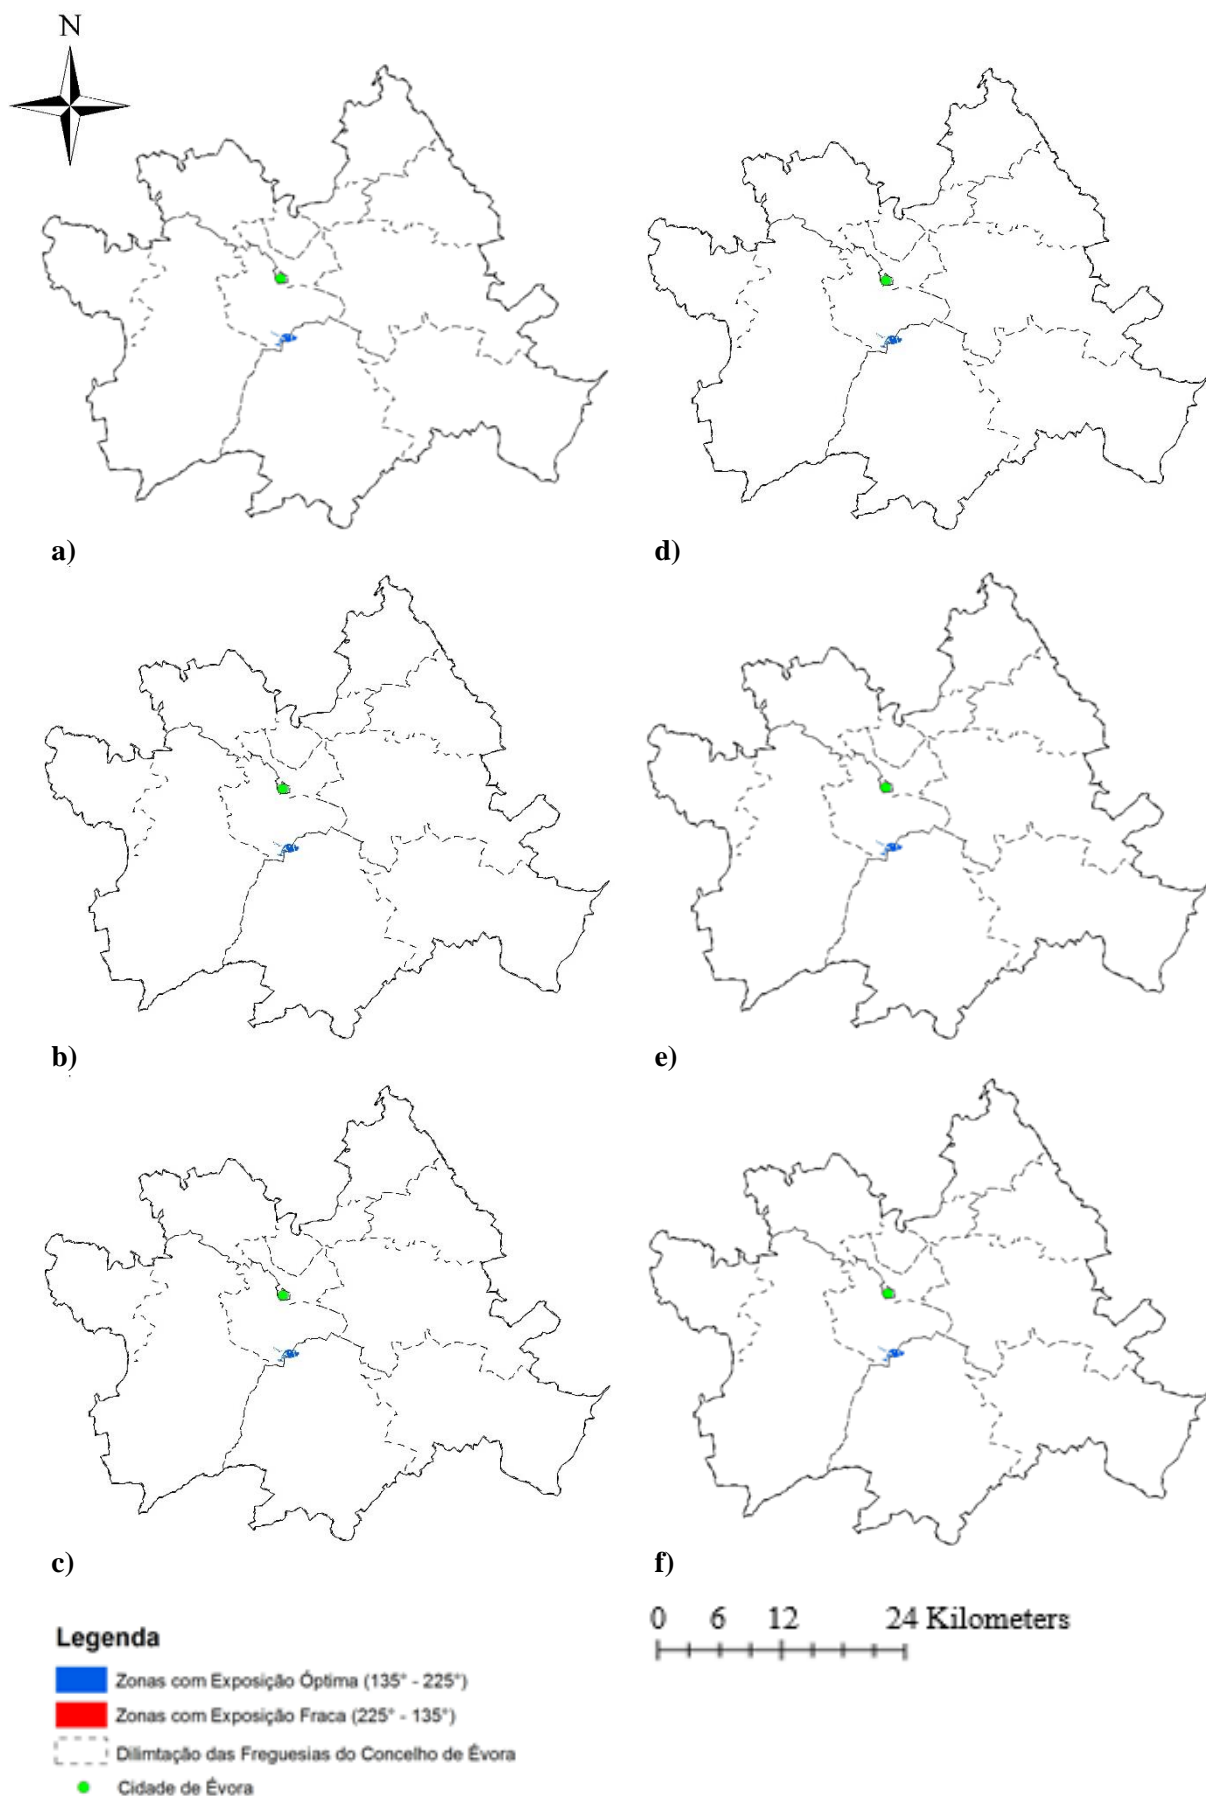 N
a)
d)
b)
e)
c)
f)
0 6 12 24 Kilometers
Legenda
Zonas com Exposição Óptima (135° - 225°)
Zonas com Exposição Fraca (225° - 135°)
Dilimtação das Freguesias do Concelho de Évora
Cidade de Évora